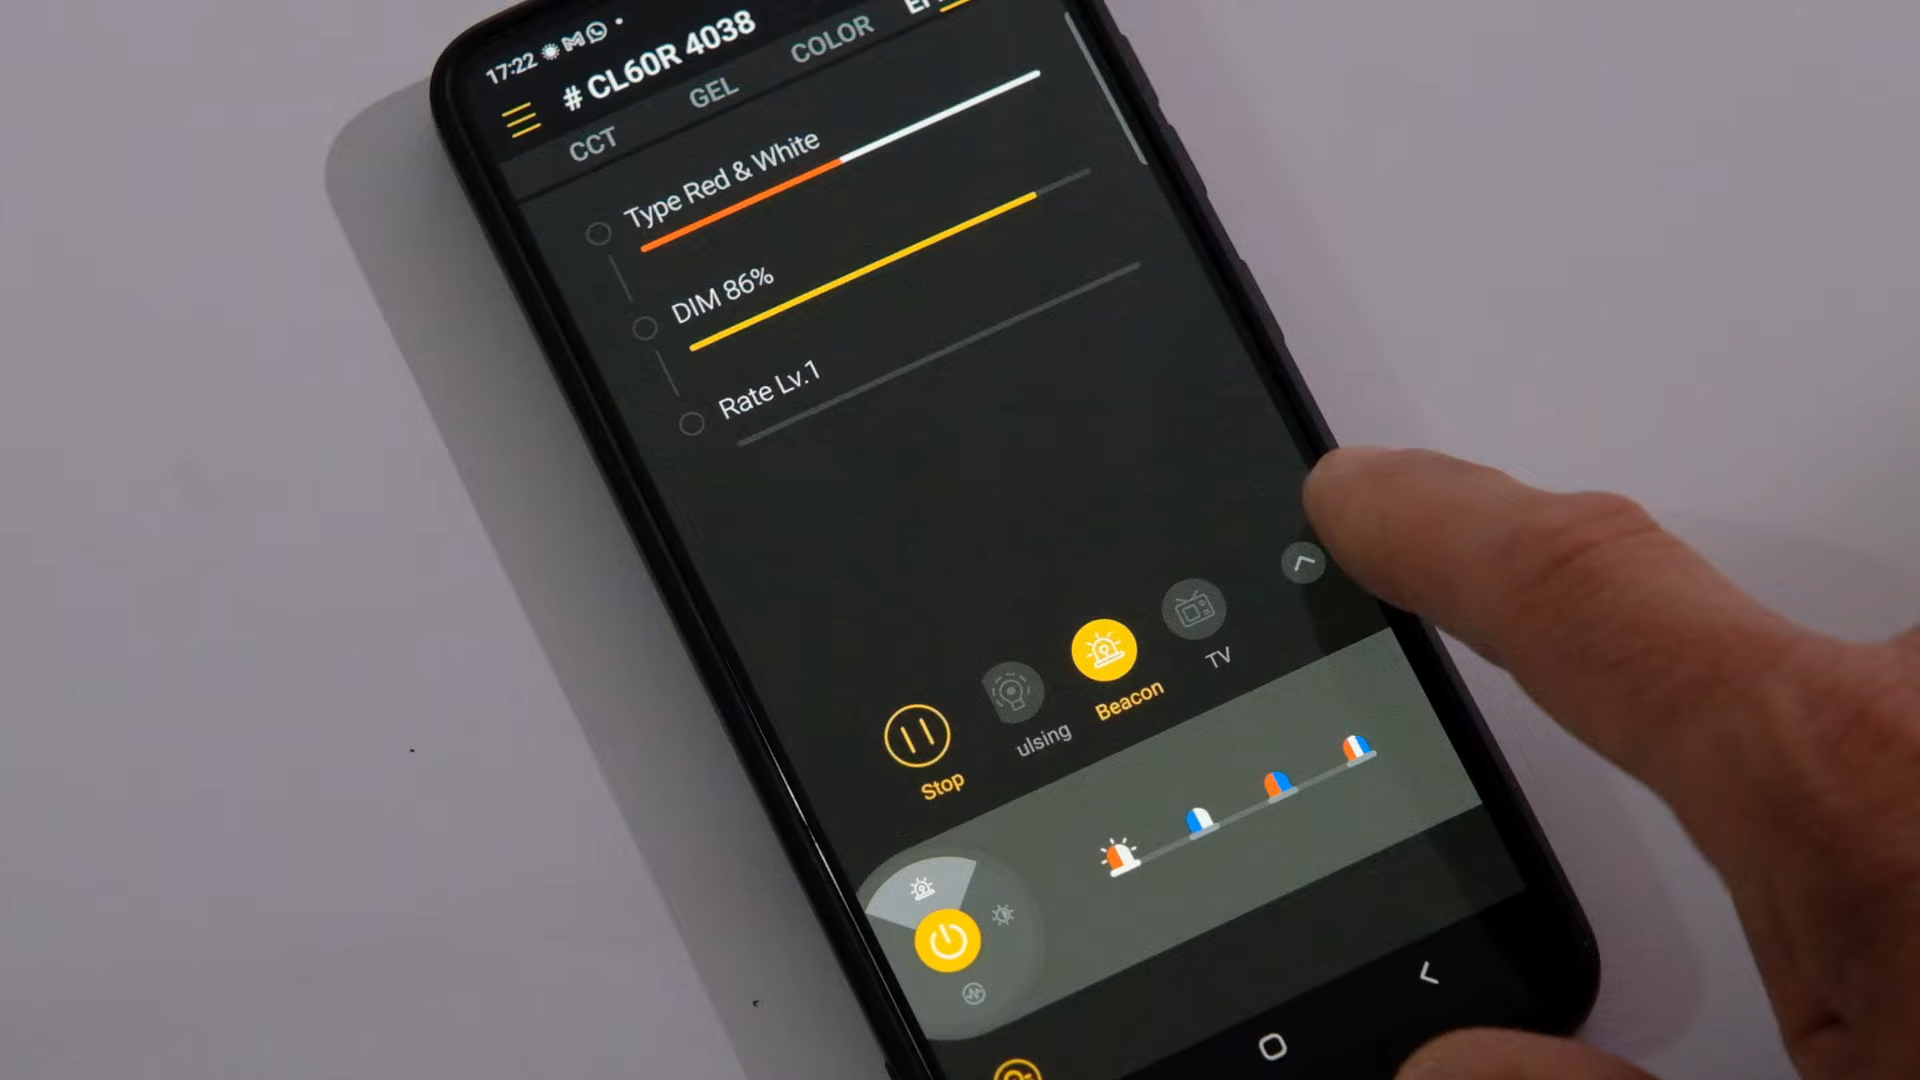 17:22
# CL60R 4038
CCT GEL COLOR
Type Red & White
DIM 86%
Rate Lv.1
Stop ulsing Beacon TV